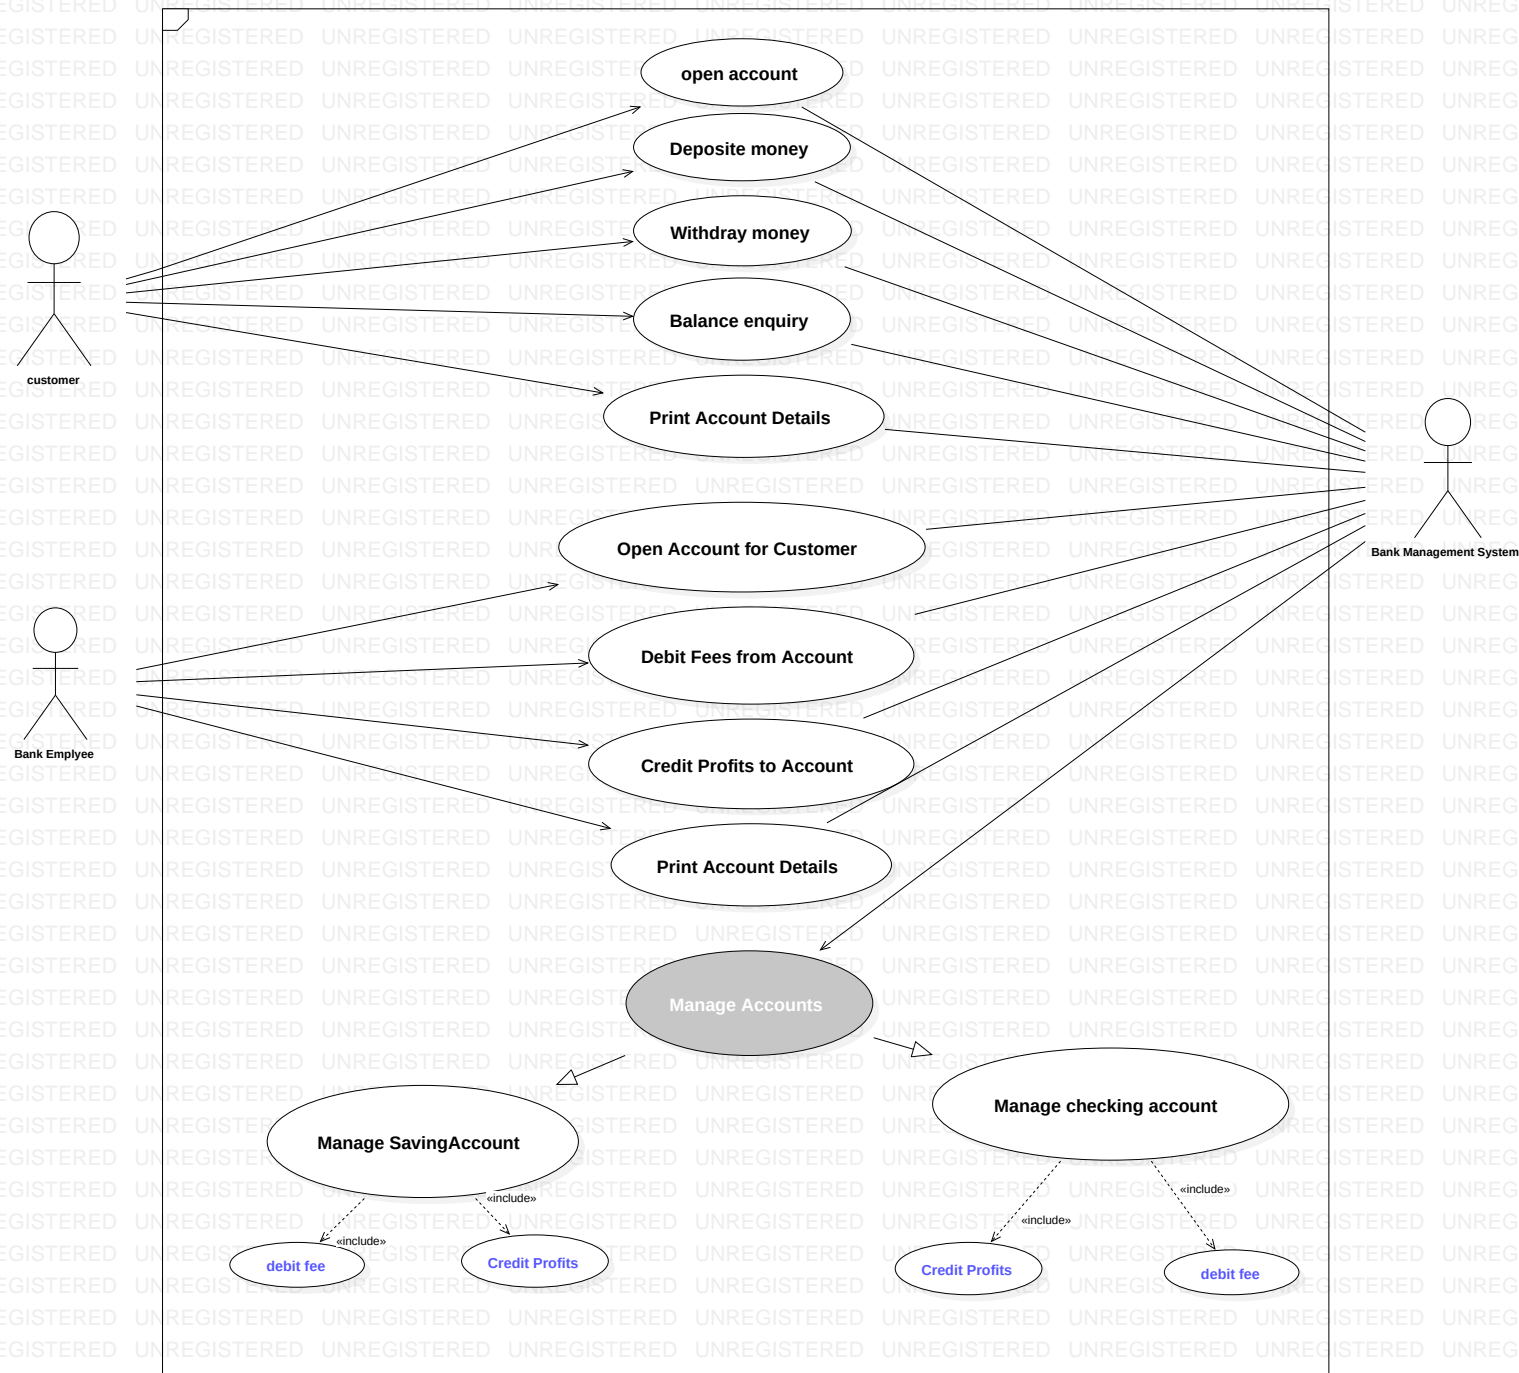 open account
Deposite money
Withdray money
Balance enquiry
customer
Print Account Details
Open Account for Customer
Bank Management System
Debit Fees from Account
Bank Emplyee
Credit Profits to Account
Print Account Details
Manage Accounts
Manage checking account
Manage SavingAccount
«include»
«include»
«include»
«include»
debit fee
Credit Profits
Credit Profits
debit fee
UNREGISTERED